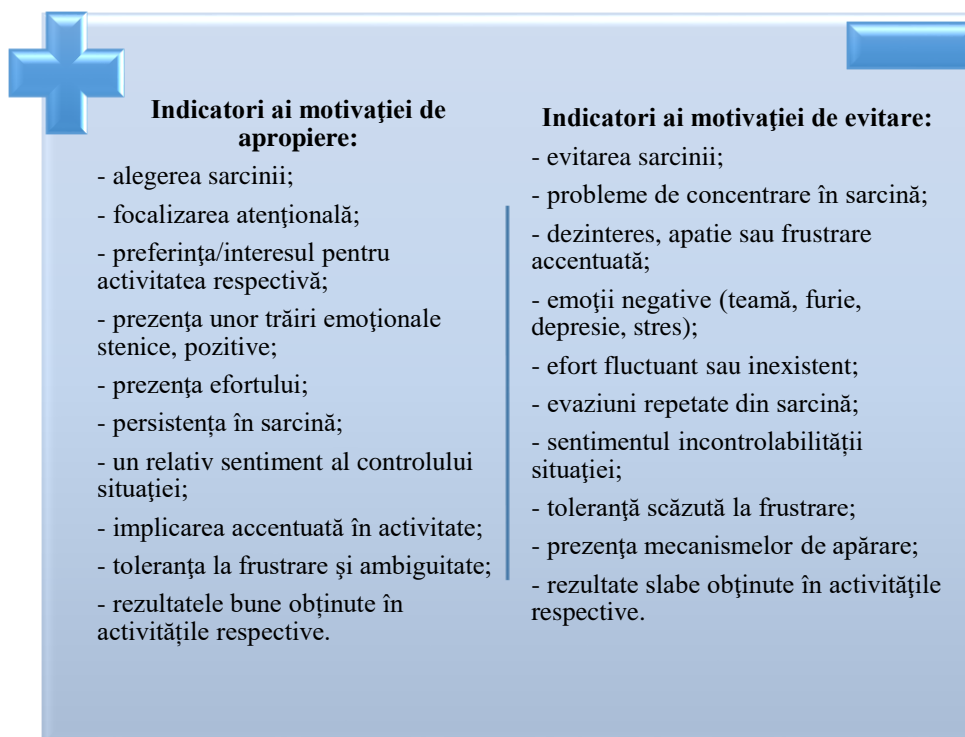 Indicatori ai motivaţiei de
apropiere:
- alegerea sarcinii;
- focalizarea atenţională;
- preferinţa/interesul pentru
activitatea respectivă;
- prezenţa unor trăiri emoţionale
stenice, pozitive;
- prezenţa efortului;
- persistența în sarcină;
- un relativ sentiment al controlului
situaţiei;
- implicarea accentuată în activitate;
- toleranţa la frustrare şi ambiguitate;
- rezultatele bune obținute în
activitățile respective.
Indicatori ai motivaţiei de evitare:
- evitarea sarcinii;
- probleme de concentrare în sarcină;
- dezinteres, apatie sau frustrare
accentuată;
- emoţii negative (teamă, furie,
depresie, stres);
- efort fluctuant sau inexistent;
- evaziuni repetate din sarcină;
- sentimentul incontrolabilității
situaţiei;
- toleranţă scăzută la frustrare;
- prezenţa mecanismelor de apărare;
- rezultate slabe obţinute în activităţile
respective.